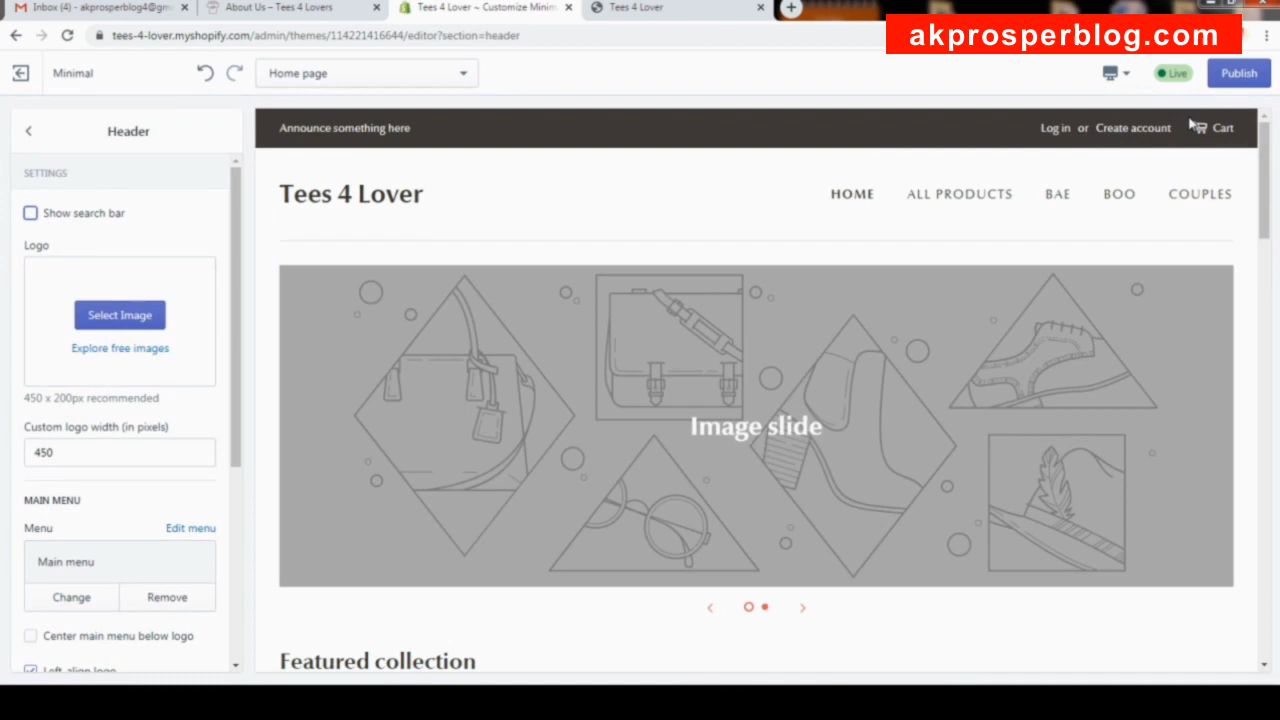 Inbox (4) - akprosperblog4@gm
About Us – Tees 4 Lovers
Tees 4 Lover ~ Customize Minim
Tees 4 Lover
tees-4-lover.myshopify.com/admin/themes/114221416644/editor?section=header
akprosperblog.com
Minimal
Home page
Live
Publish
Header
SETTINGS
Show search bar
Logo
Select Image
Explore free images
450 x 200px recommended
Custom logo width (in pixels)
450
MAIN MENU
Menu
Edit menu
Main menu
Change
Remove
Center main menu below logo
Left-align logo
Announce something here
Log in or Create account
Cart
Tees 4 Lover
HOME
ALL PRODUCTS
BAE
BOO
COUPLES
Image slide
Featured collection